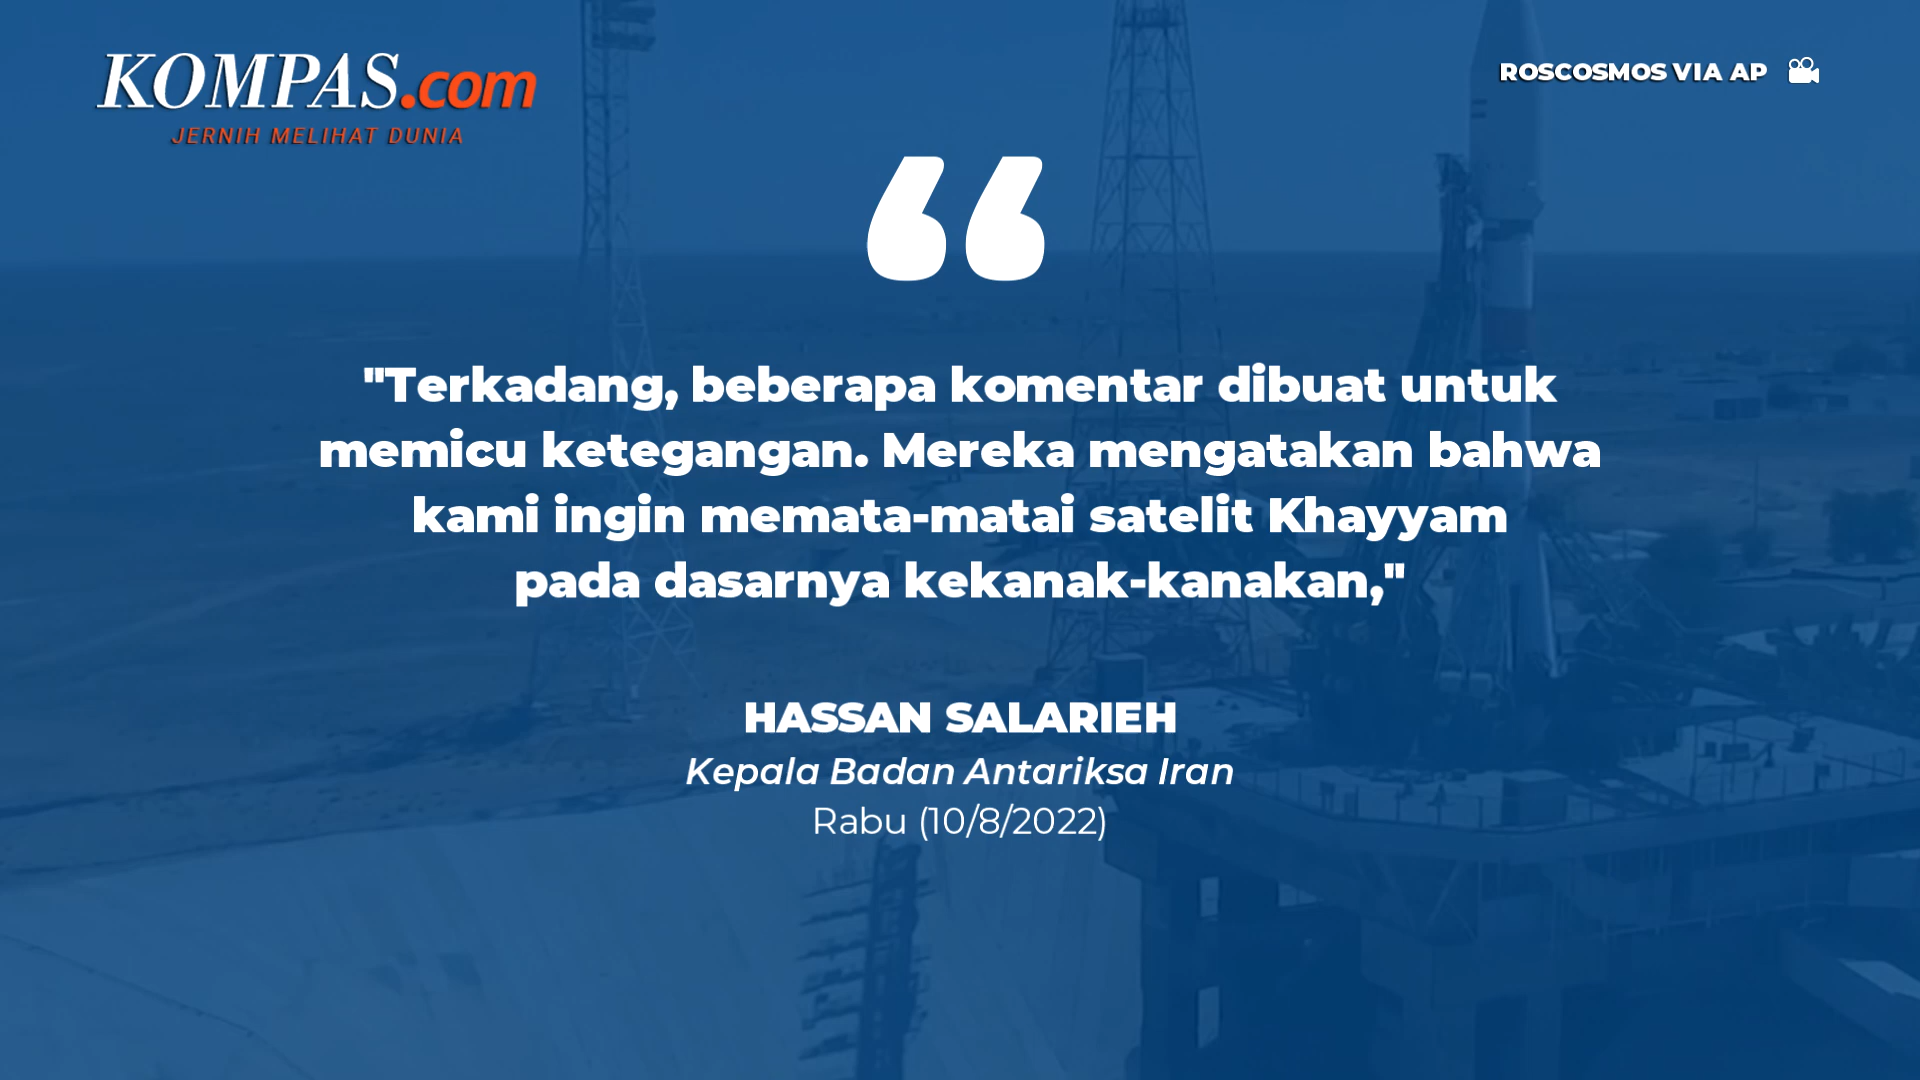 KOMPAS.com
JERNIH MELIHAT DUNIA
ROSCOSMOS VIA AP
"Terkadang, beberapa komentar dibuat untuk
memicu ketegangan. Mereka mengatakan bahwa
kami ingin memata-matai satelit Khayyam
pada dasarnya kekanak-kanakan,"
HASSAN SALARIEH
Kepala Badan Antariksa Iran
Rabu (10/8/2022)